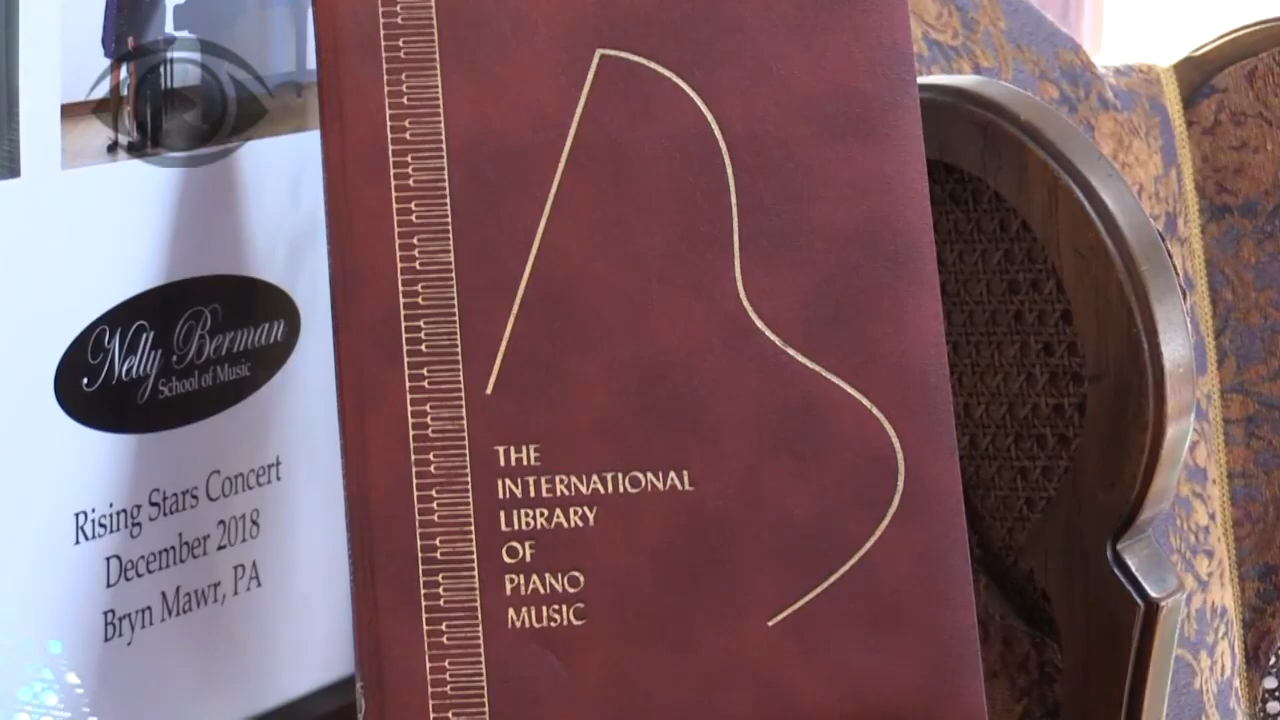 Nelly Berman
School of Music
Rising Stars Concert
December 2018
Bryn Mawr, PA
THE
INTERNATIONAL
LIBRARY
OF
PIANO
MUSIC